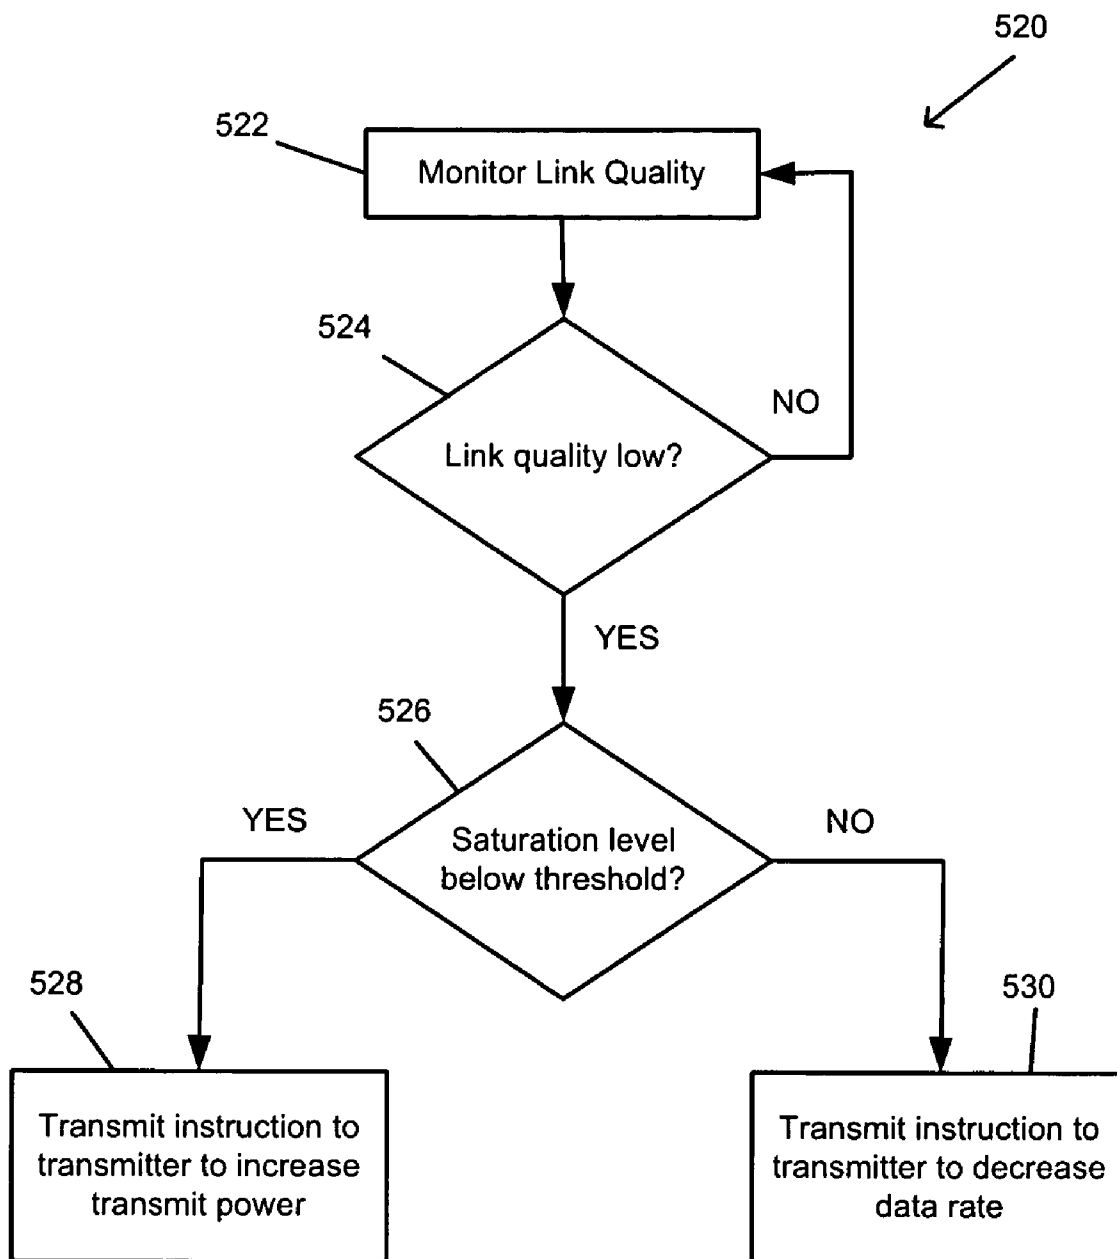 520
522
Monitor Link Quality
524
NO
Link quality low?
YES
526
YES
NO
Saturation level
below threshold?
528
530
Transmit instruction to
transmitter to increase
transmit power
Transmit instruction to
transmitter to decrease
data rate